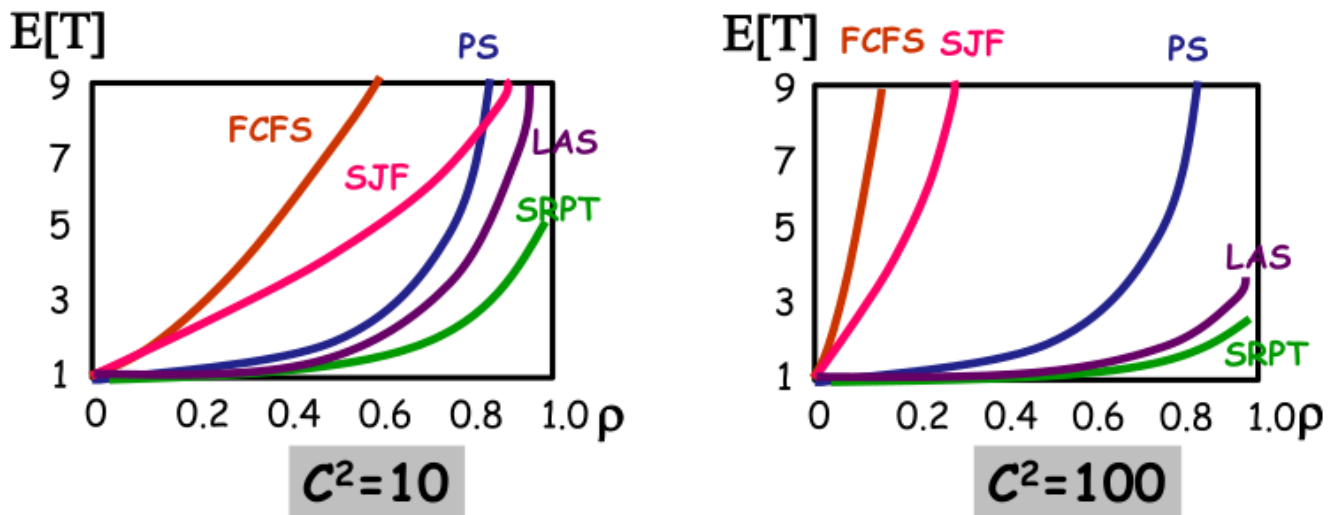 E[T]
9
7
5
3
1
FCFS
SJF
PS
LAS
SRPT
0 0.2 0.4 0.6 0.8 1.0 ρ
C²=10
E[T]
9
7
5
3
1
FCFS SJF
PS
LAS
SRPT
0 0.2 0.4 0.6 0.8 1.0 ρ
C²=100